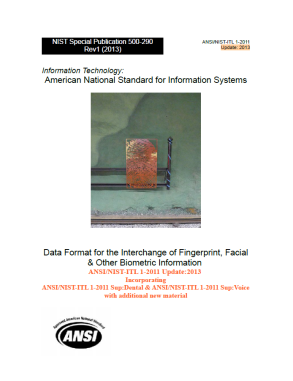 NIST Special Publication 500-290
Rev1 (2013)
ANSI/NIST-ITL 1-2011
Update: 2013
Information Technology:
American National Standard for Information Systems
Data Format for the Interchange of Fingerprint, Facial
& Other Biometric Information
ANSI/NIST-ITL 1-2011 Update:2013
Incorporating
ANSI/NIST-ITL 1-2011 Sup:Dental & ANSI/NIST-ITL 1-2011 Sup:Voice
with additional new material
ANSI